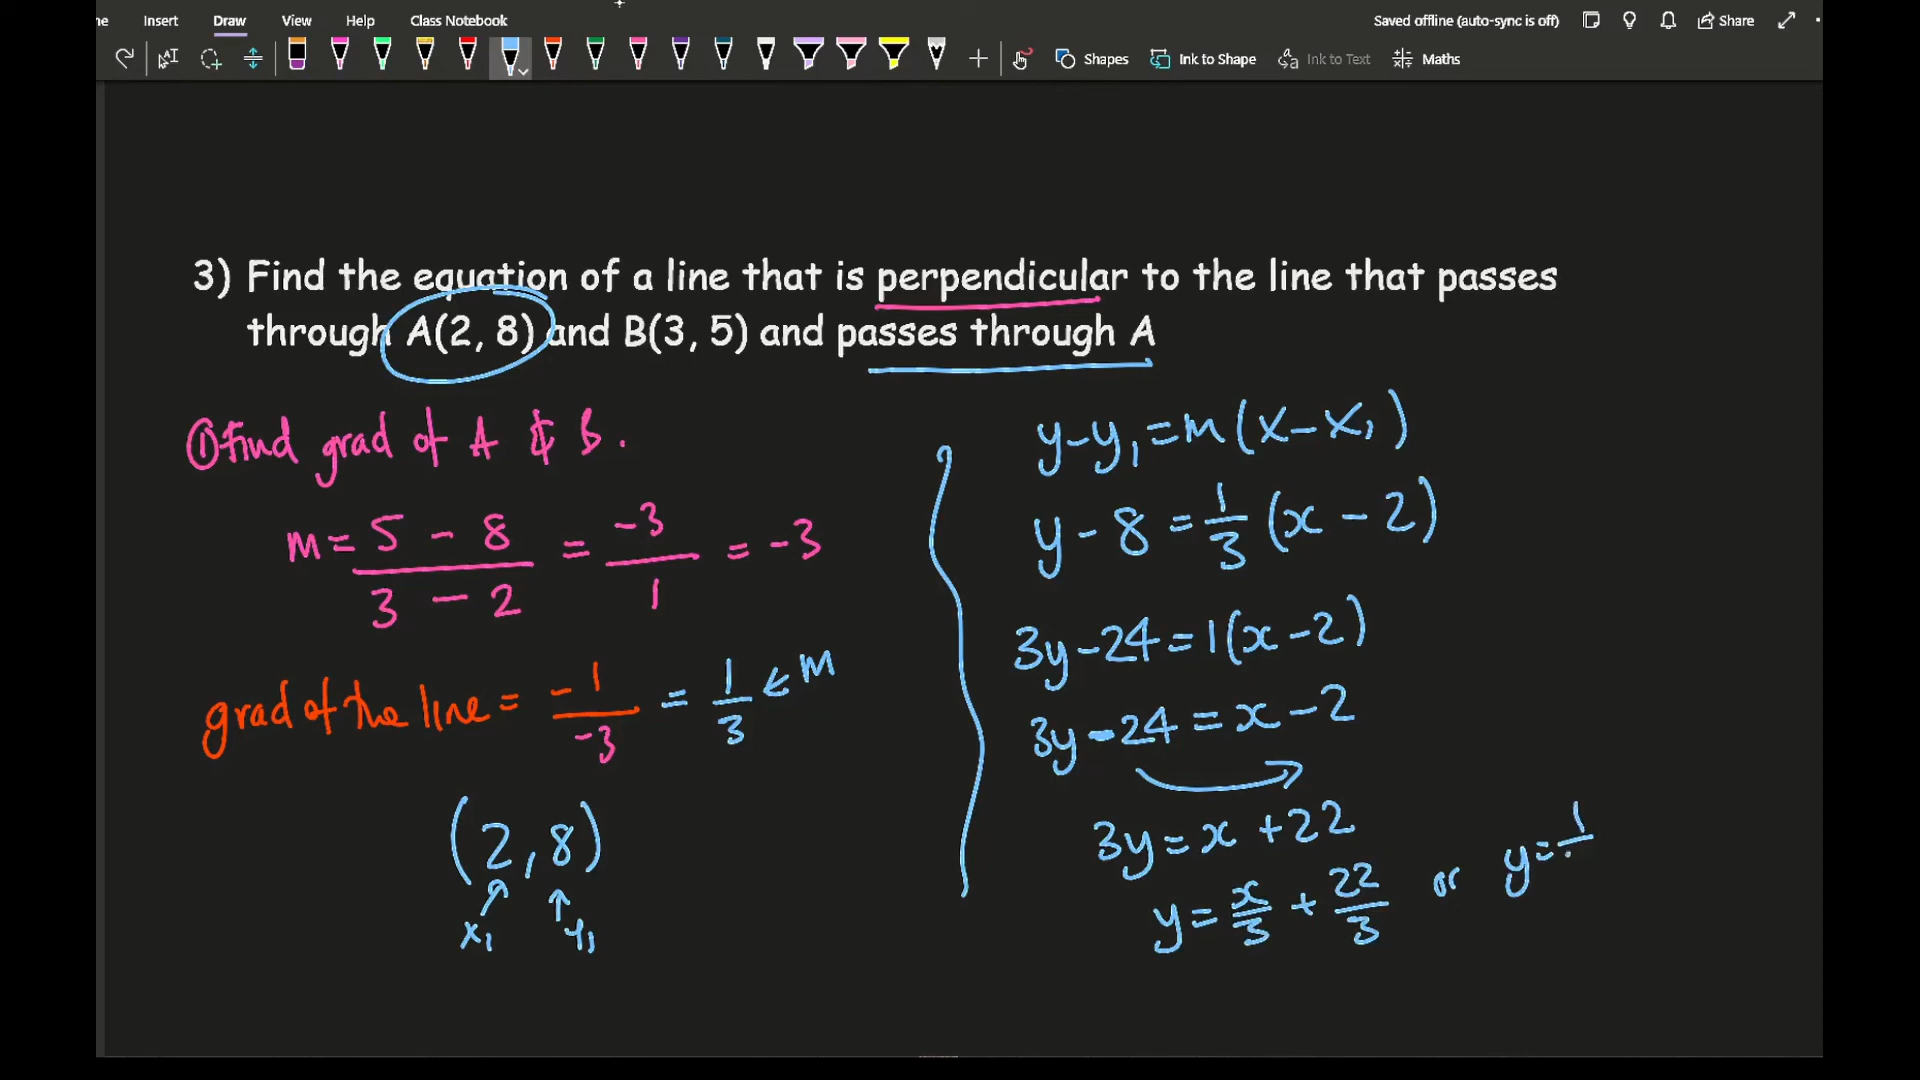 Insert Draw View Help Class Notebook Saved offline (auto-sync is off) Share
Shapes Ink to Shape Ink to Text Maths
3) Find the equation of a line that is perpendicular to the line that passes
through A(2, 8) and B(3, 5) and passes through A
① Find grad of A & B.
m = (5 - 8)/(3 - 2) = -3/1 = -3
grad of the line = -1/-3 = 1/3 ← m
(2, 8)
x₁ y₁
y - y₁ = m(x - x₁)
y - 8 = 1/3 (x - 2)
3y - 24 = 1(x - 2)
3y - 24 = x - 2
3y = x + 22
y = x/3 + 22/3 or y = 1